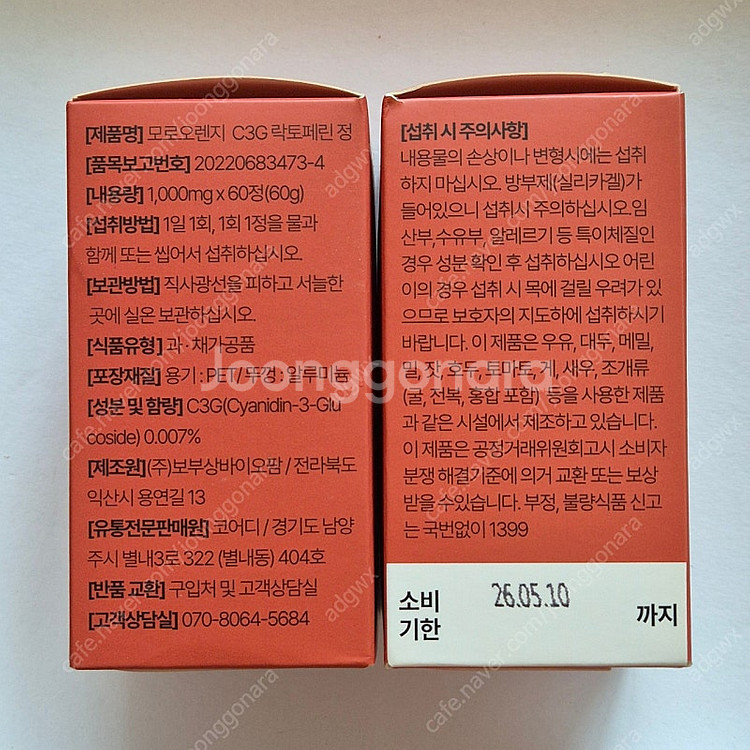 [제품명] 모로오렌지 C3G 락토페린 정
[품목보고번호] 20220683473-4
[내용량] 1,000mg x 60정(60g)
[섭취방법] 1일 1회, 1회 1정을 물과
함께 또는 씹어서 섭취하십시오.
[보관방법] 직사광선을 피하고 서늘한
곳에 실온 보관하십시오.
[식품유형] 과·채가공품
[포장재질] 용기 : PET/ 뚜껑 : 알루미늄
[성분 및 함량] C3G(Cyanidin-3-Glu
coside) 0.007%
[제조원] (주)보부상바이오팜 / 전라북도
익산시 용연길 13
[유통전문판매원] 코어디 / 경기도 남양
주시 별내3로 322 (별내동) 404호
[반품 교환] 구입처 및 고객상담실
[고객상담실] 070-8064-5684
[섭취 시 주의사항]
내용물의 손상이나 변형시에는 섭취
하지 마십시오. 방부제(실리카겔)가
들어있으니 섭취시 주의하십시오.임
산부,수유부, 알레르기 등 특이체질인
경우 성분 확인 후 섭취하십시오 어린
이의 경우 섭취 시 목에 걸릴 우려가 있
으므로 보호자의 지도하에 섭취하시기
바랍니다. 이 제품은 우유, 대두, 메밀,
밀, 잣, 호두, 토마토, 게, 새우, 조개류
(굴, 전복, 홍합 포함) 등을 사용한 제품
과 같은 시설에서 제조하고 있습니다.
이 제품은 공정거래위원회고시 소비자
분쟁 해결기준에 의거 교환 또는 보상
받을 수있습니다. 부정, 불량식품 신고
는 국번없이 1399
소비
기한
26.05.10
까지
Joonggonara
cafe.naver.com/joonggonara
adgwx